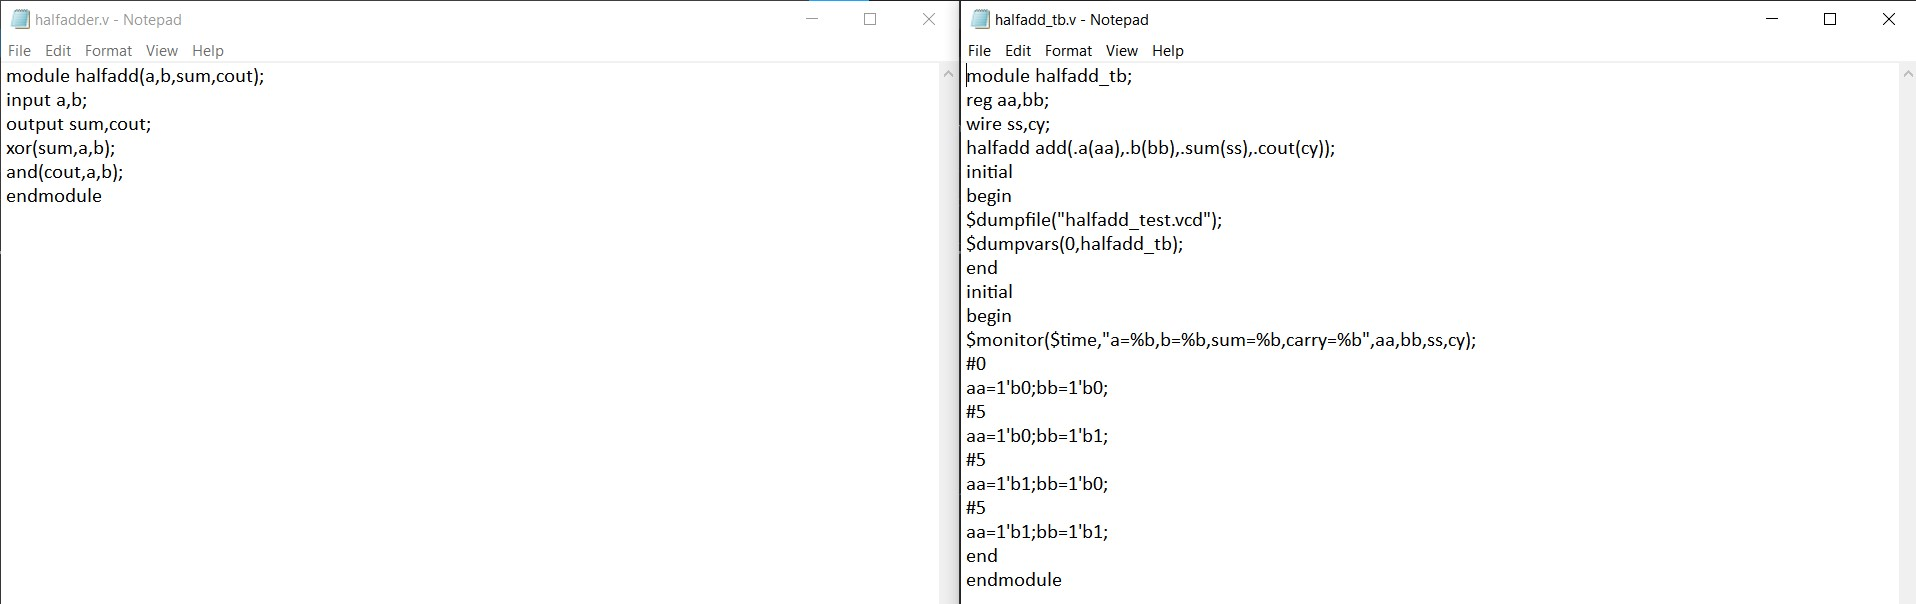 halfadder.v - Notepad
File Edit Format View Help
module halfadd(a,b,sum,cout);
input a,b;
output sum,cout;
xor(sum,a,b);
and(cout,a,b);
endmodule
halfadd_tb.v - Notepad
File Edit Format View Help
module halfadd_tb;
reg aa,bb;
wire ss,cy;
halfadd add(.a(aa),.b(bb),.sum(ss),.cout(cy));
initial
begin
$dumpfile("halfadd_test.vcd");
$dumpvars(0,halfadd_tb);
end
initial
begin
$monitor($time,"a=%b,b=%b,sum=%b,carry=%b",aa,bb,ss,cy);
#0
aa=1'b0;bb=1'b0;
#5
aa=1'b0;bb=1'b1;
#5
aa=1'b1;bb=1'b0;
#5
aa=1'b1;bb=1'b1;
end
endmodule